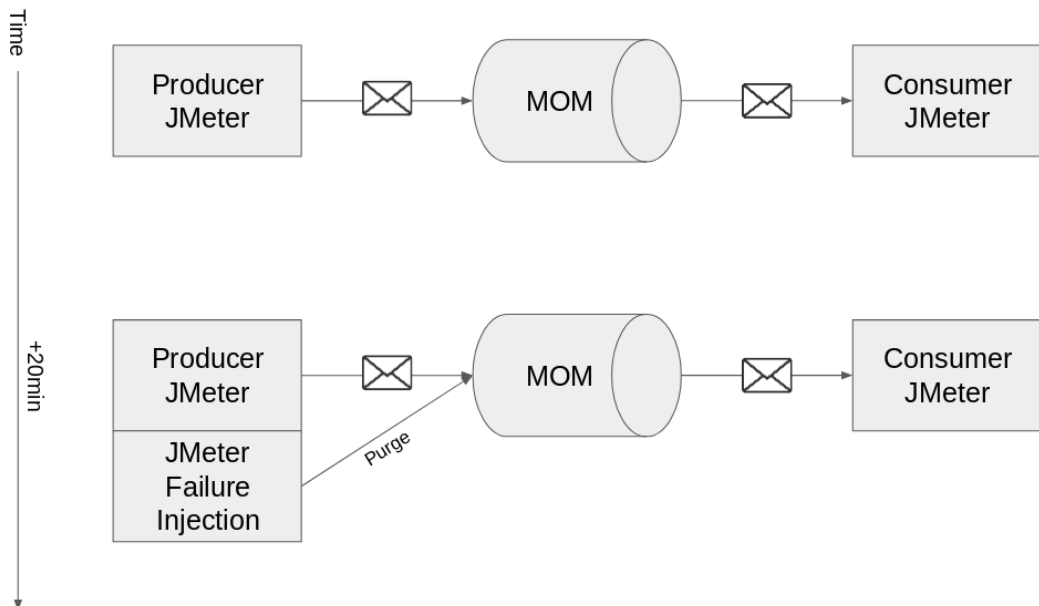 Time
Producer
JMeter
MOM
Consumer
JMeter
+20min
Producer
JMeter
MOM
Consumer
JMeter
Purge
JMeter
Failure
Injection